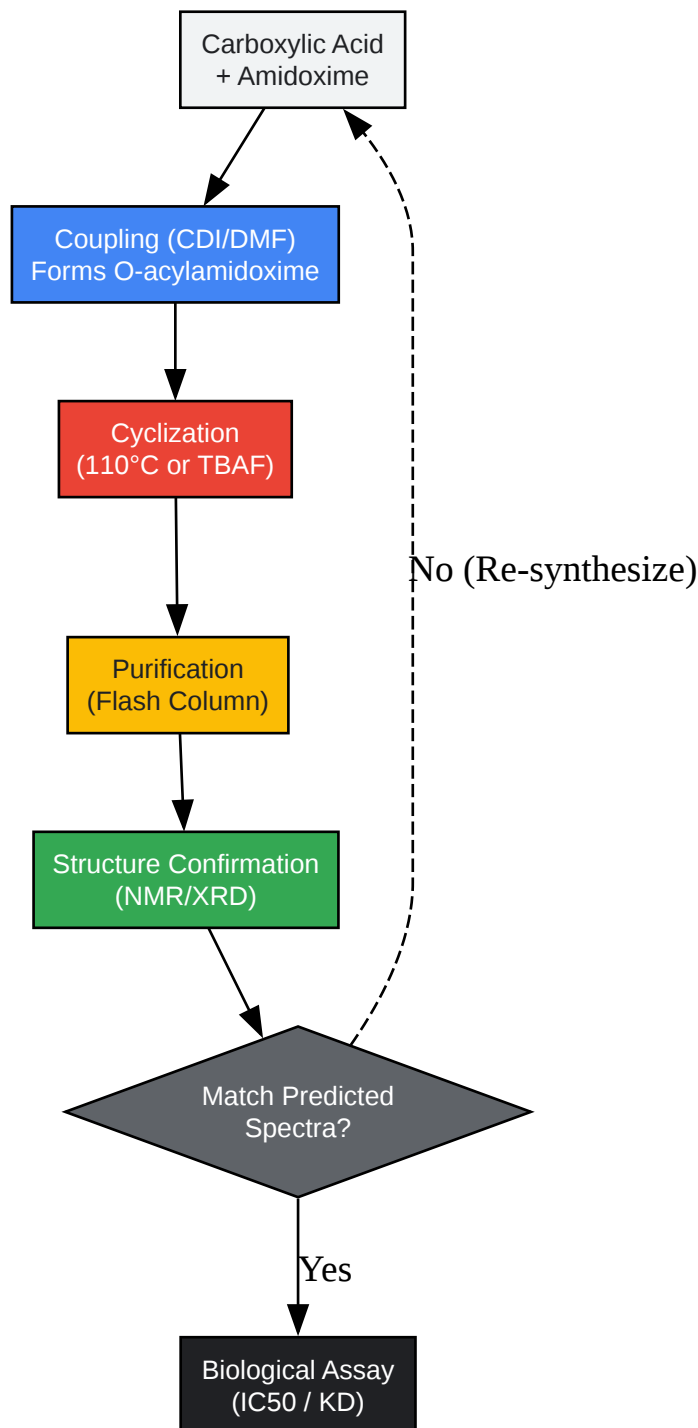 Carboxylic Acid
+ Amidoxime
Coupling (CDI/DMF)
Forms O-acylamidoxime
Cyclization
(110°C or TBAF)
No (Re-synthesize)
Purification
(Flash Column)
Structure Confirmation
(NMR/XRD)
Match Predicted
Spectra?
Yes
Biological Assay
(IC50 / KD)